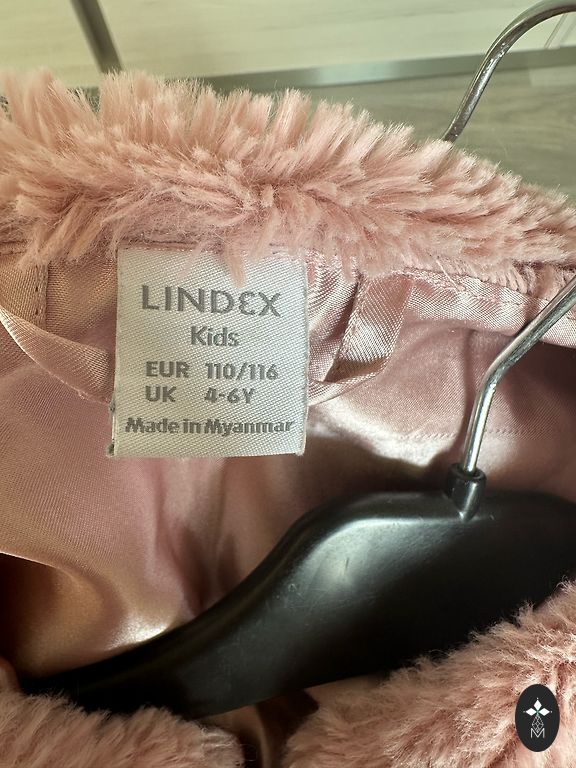 LINDEX
Kids
EUR 110/116
UK 4-6Y
Made in Myanmar
M